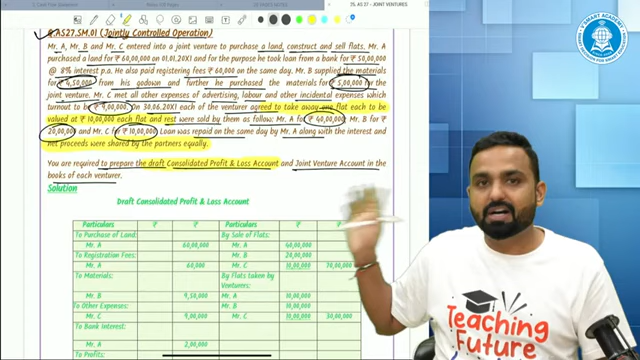 75. AS 27 - JOINT VENTURES
Q.AS27.SM.01 (Jointly Controlled Operation)
Mr. A, Mr. B and Mr. C entered into a joint venture to purchase a land, construct and sell flats. Mr. A
purchased a land for ₹ 60,00,000 on 01.01.20X1 and for the purpose he took loan from a bank for ₹ 50,00,000
@ 8% interest p.a. He also paid registering fees ₹ 60,000 on the same day. Mr. B supplied the materials
for ₹ 4,50,000 from his godown and further he purchased the materials for ₹ 5,00,000 for the
joint venture. Mr. C met all other expenses of advertising, labour and other incidental expenses which
turnout to be ₹ 9,00,000. On 30.06.20X1 each of the venturer agreed to take away one flat each to be
valued at ₹ 10,00,000 each flat and rest were sold by them as follow: Mr. A for ₹ 40,00,000; Mr. B for ₹
20,00,000 and Mr. C for ₹ 10,00,000. Loan was repaid on the same day by Mr. A along with the interest and
net proceeds were shared by the partners equally.
You are required to prepare the draft Consolidated Profit & Loss Account and Joint Venture Account in the
books of each venturer.
Solution
Draft Consolidated Profit & Loss Account
Particulars ₹ ₹ Particulars ₹ ₹
To Purchase of Land: By Sale of Flats:
Mr. A 60,00,000 Mr. A 40,00,000
To Registration Fees: Mr. B 20,00,000
Mr. A 60,000 Mr. C 10,00,000 70,00,000
To Materials: By Flats taken by
Venturers:
Mr. B 9,50,000 Mr. A 10,00,000
To Other Expenses: Mr. B 10,00,000
Mr. C 9,00,000 Mr. C 10,00,000 30,00,000
To Bank Interest:
Mr. A 2,00,000
To Profits:
Teaching
Future